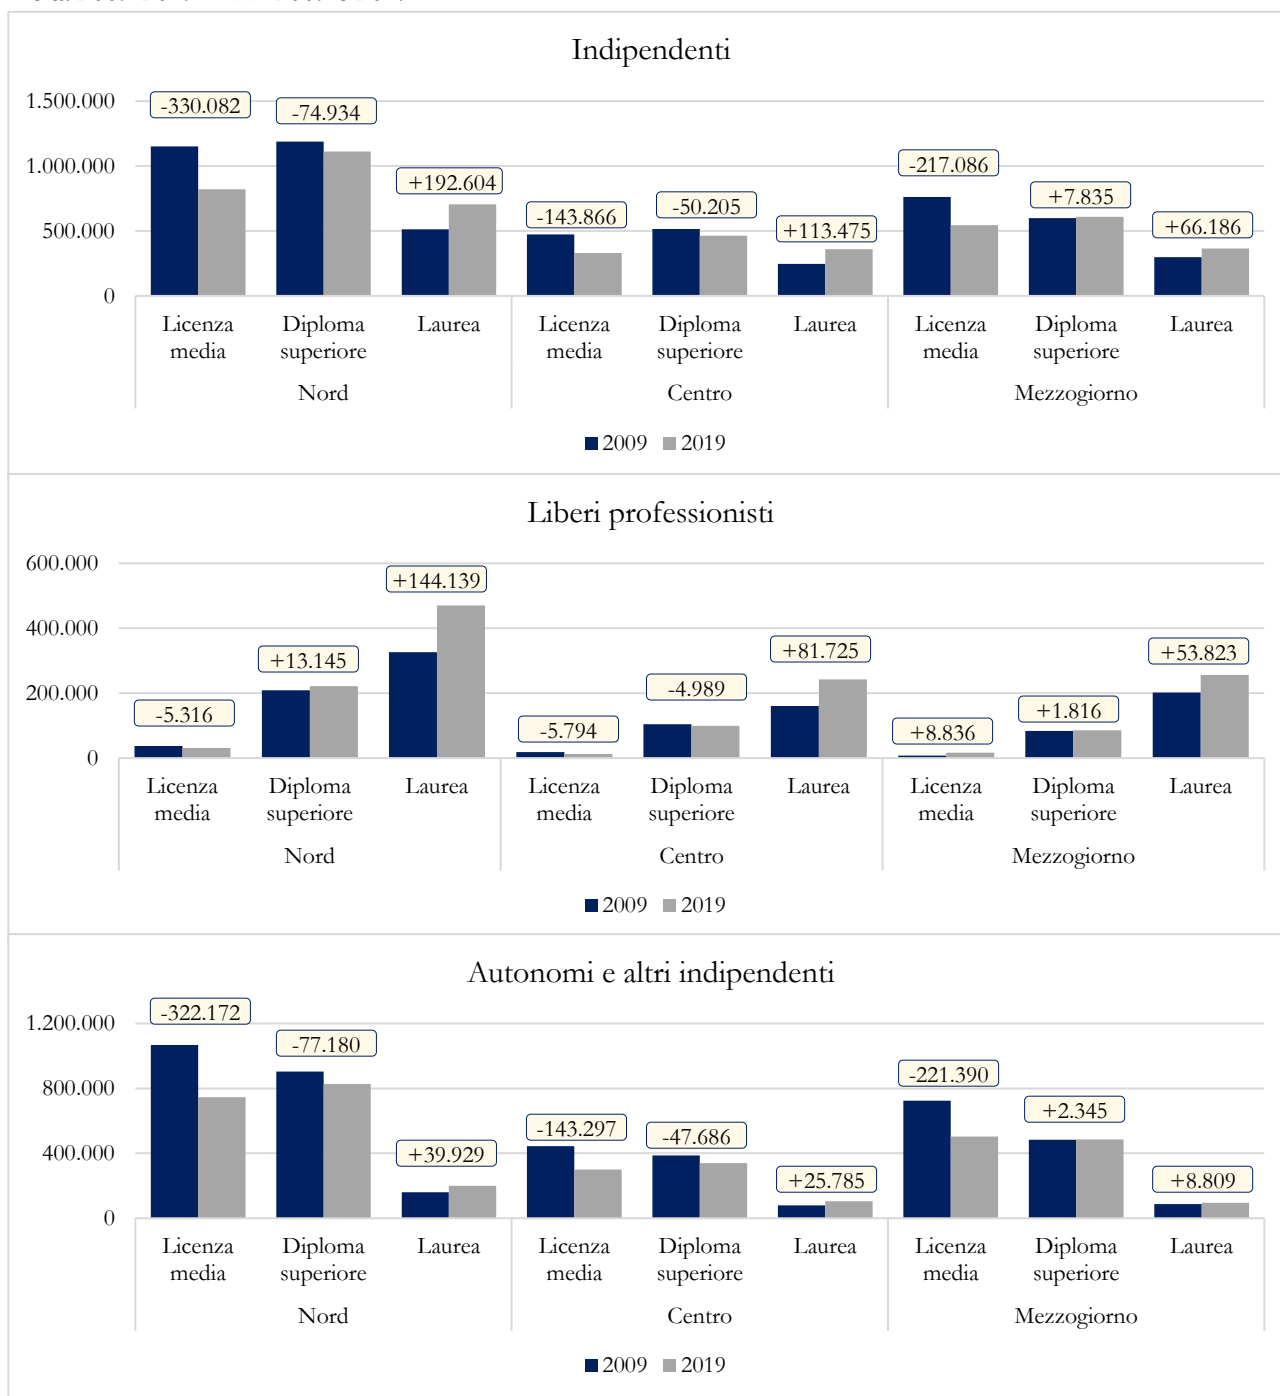 Indipendenti
1.500.000
1.000.000
500.000
0
-330.082
-74.934
+192.604
-143.866
-50.205
+113.475
-217.086
+7.835
+66.186
Licenza media
Diploma superiore
Laurea
Licenza media
Diploma superiore
Laurea
Licenza media
Diploma superiore
Laurea
Nord
Centro
Mezzogiorno
2009 2019
Liberi professionisti
600.000
400.000
200.000
0
-5.316
+13.145
+144.139
-5.794
-4.989
+81.725
+8.836
+1.816
+53.823
Licenza media
Diploma superiore
Laurea
Licenza media
Diploma superiore
Laurea
Licenza media
Diploma superiore
Laurea
Nord
Centro
Mezzogiorno
2009 2019
Autonomi e altri indipendenti
1.200.000
800.000
400.000
0
-322.172
-77.180
+39.929
-143.297
-47.686
+25.785
-221.390
+2.345
+8.809
Licenza media
Diploma superiore
Laurea
Licenza media
Diploma superiore
Laurea
Licenza media
Diploma superiore
Laurea
Nord
Centro
Mezzogiorno
2009 2019